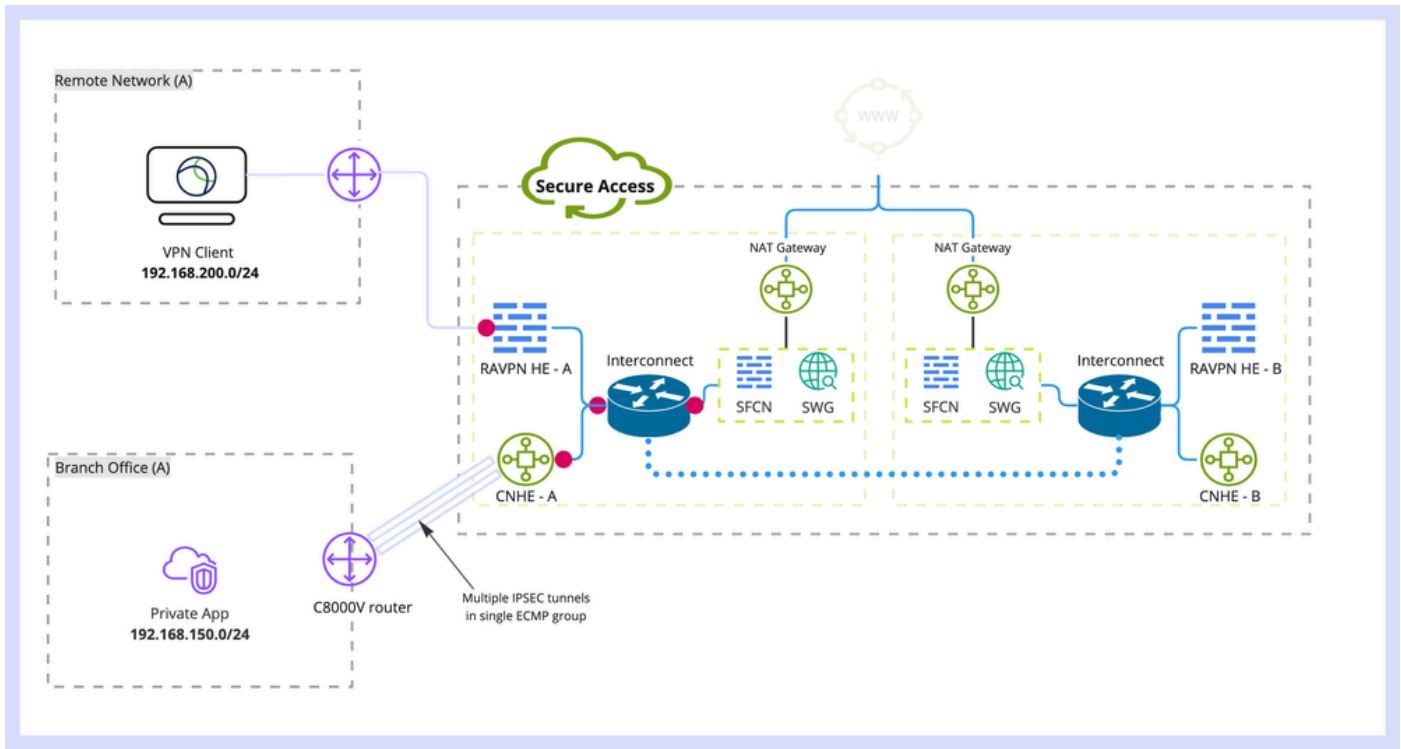 Remote Network (A)
VPN Client
192.168.200.0/24
WWW
Secure Access
NAT Gateway
NAT Gateway
RAVPN HE - A
Interconnect
SFCN
SWG
SFCN
SWG
Interconnect
RAVPN HE - B
CNHE - A
CNHE - B
Branch Office (A)
Private App
192.168.150.0/24
C8000V router
Multiple IPSEC tunnels
in single ECMP group